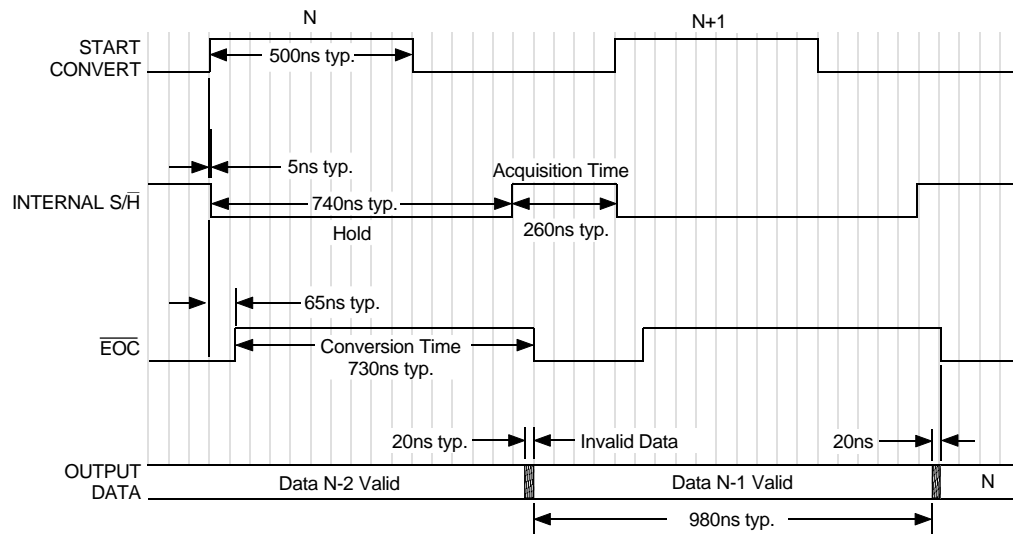 N
N+1
START
CONVERT
500ns typ.
5ns typ.
Acquisition Time
INTERNAL S/H̅
740ns typ.
Hold
260ns typ.
65ns typ.
E̅O̅C̅
Conversion Time
730ns typ.
20ns typ.
Invalid Data
20ns
OUTPUT
DATA
Data N-2 Valid
Data N-1 Valid
N
980ns typ.